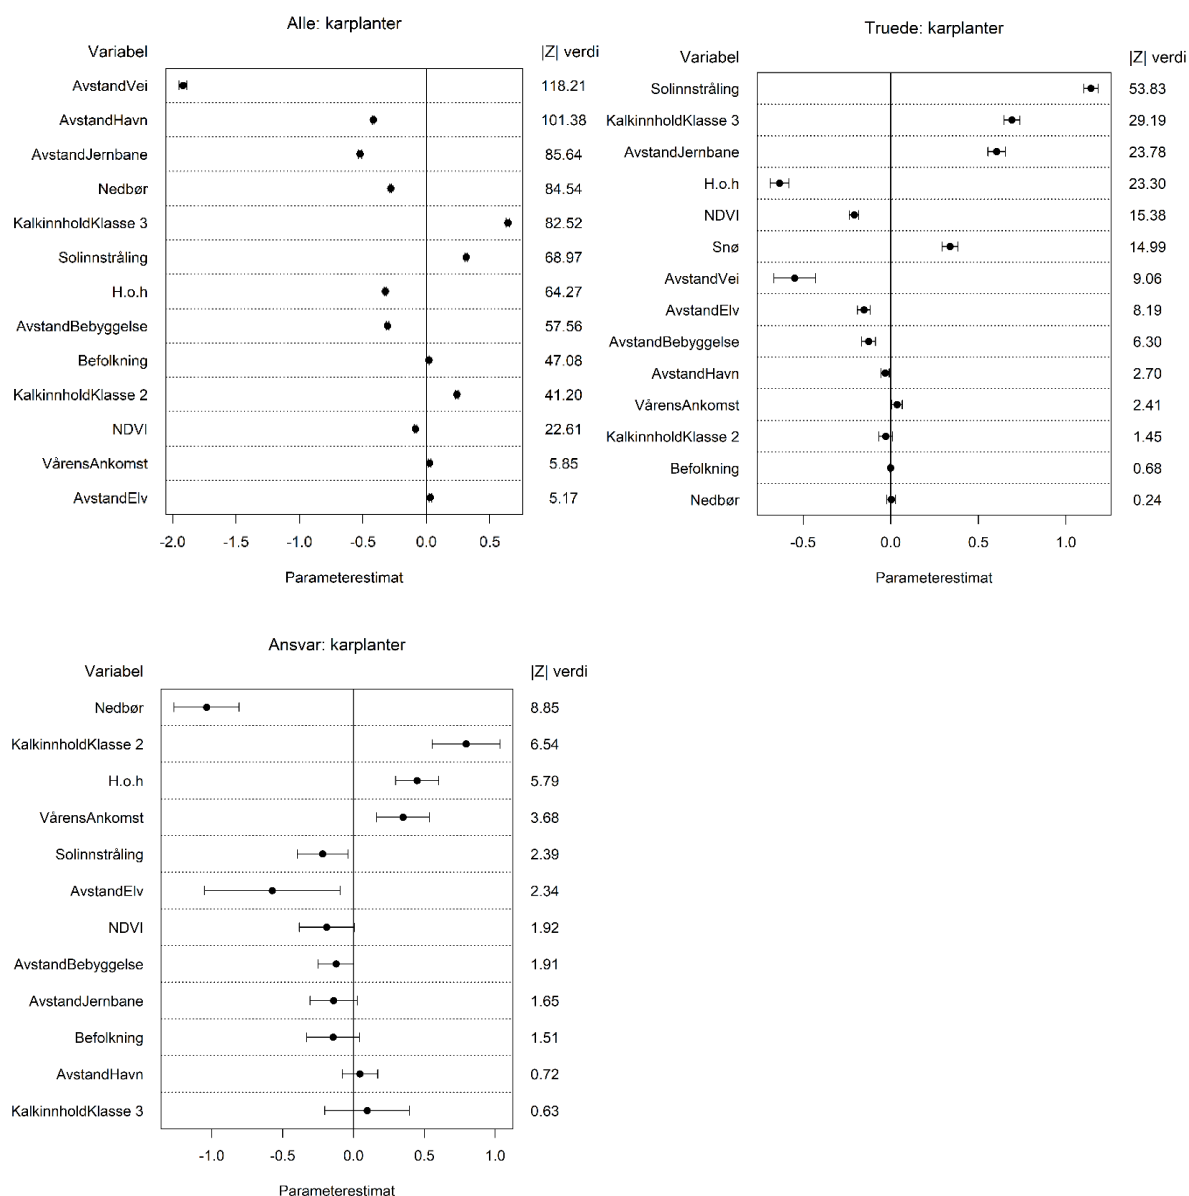 Alle: karplanter
Variabel |Z| verdi
AvstandVei 118.21
AvstandHavn 101.38
AvstandJernbane 85.64
Nedbør 84.54
KalkinnholdKlasse 3 82.52
Solinnstråling 68.97
H.o.h 64.27
AvstandBebyggelse 57.56
Befolkning 47.08
KalkinnholdKlasse 2 41.20
NDVI 22.61
VårensAnkomst 5.85
AvstandElv 5.17
-2.0 -1.5 -1.0 -0.5 0.0 0.5
Parameterestimat
Truede: karplanter
Variabel |Z| verdi
Solinnstråling 53.83
KalkinnholdKlasse 3 29.19
AvstandJernbane 23.78
H.o.h 23.30
NDVI 15.38
Snø 14.99
AvstandVei 9.06
AvstandElv 8.19
AvstandBebyggelse 6.30
AvstandHavn 2.70
VårensAnkomst 2.41
KalkinnholdKlasse 2 1.45
Befolkning 0.68
Nedbør 0.24
-0.5 0.0 0.5 1.0
Parameterestimat
Ansvar: karplanter
Variabel |Z| verdi
Nedbør 8.85
KalkinnholdKlasse 2 6.54
H.o.h 5.79
VårensAnkomst 3.68
Solinnstråling 2.39
AvstandElv 2.34
NDVI 1.92
AvstandBebyggelse 1.91
AvstandJernbane 1.65
Befolkning 1.51
AvstandHavn 0.72
KalkinnholdKlasse 3 0.63
-1.0 -0.5 0.0 0.5 1.0
Parameterestimat